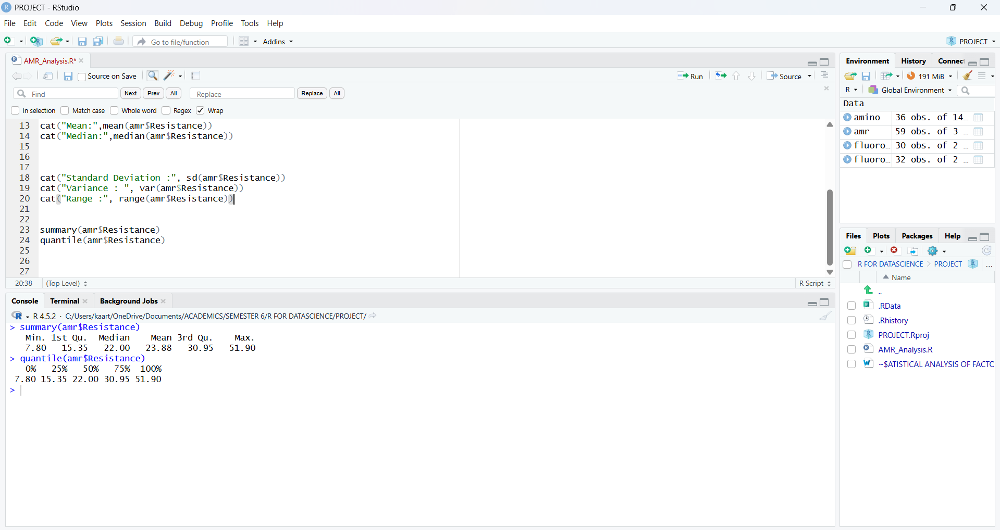 PROJECT - RStudio
File Edit Code View Plots Session Build Debug Profile Tools Help
Go to file/function Addins PROJECT
AMR_Analysis.R*
Source on Save Run Source
Find Next Prev All Replace Replace All
In selection Match case Whole word Regex Wrap
13 cat("Mean:",mean(amr$Resistance))
14 cat("Median:",median(amr$Resistance))
15
16
17
18 cat("Standard Deviation :", sd(amr$Resistance))
19 cat("Variance : ", var(amr$Resistance))
20 cat("Range :", range(amr$Resistance))
21
22
23 summary(amr$Resistance)
24 quantile(amr$Resistance)
25
26
27
20:38 (Top Level) R Script
Console Terminal Background Jobs
R 4.5.2 · C:/Users/kaart/OneDrive/Documents/ACADEMICS/SEMESTER 6/R FOR DATASCIENCE/PROJECT/
> summary(amr$Resistance)
Min. 1st Qu. Median Mean 3rd Qu. Max.
7.80 15.35 22.00 23.88 30.95 51.90
> quantile(amr$Resistance)
0% 25% 50% 75% 100%
7.80 15.35 22.00 30.95 51.90
>
Environment History Connec
191 MiB
R Global Environment
Data
amino 36 obs. of 14…
amr 59 obs. of 3 …
fluoro… 30 obs. of 2 …
fluoro… 32 obs. of 2 …
Files Plots Packages Help
R FOR DATASCIENCE PROJECT ...
Name
..
.RData
.Rhistory
PROJECT.Rproj
AMR_Analysis.R
~$ATISTICAL ANALYSIS OF FACTO